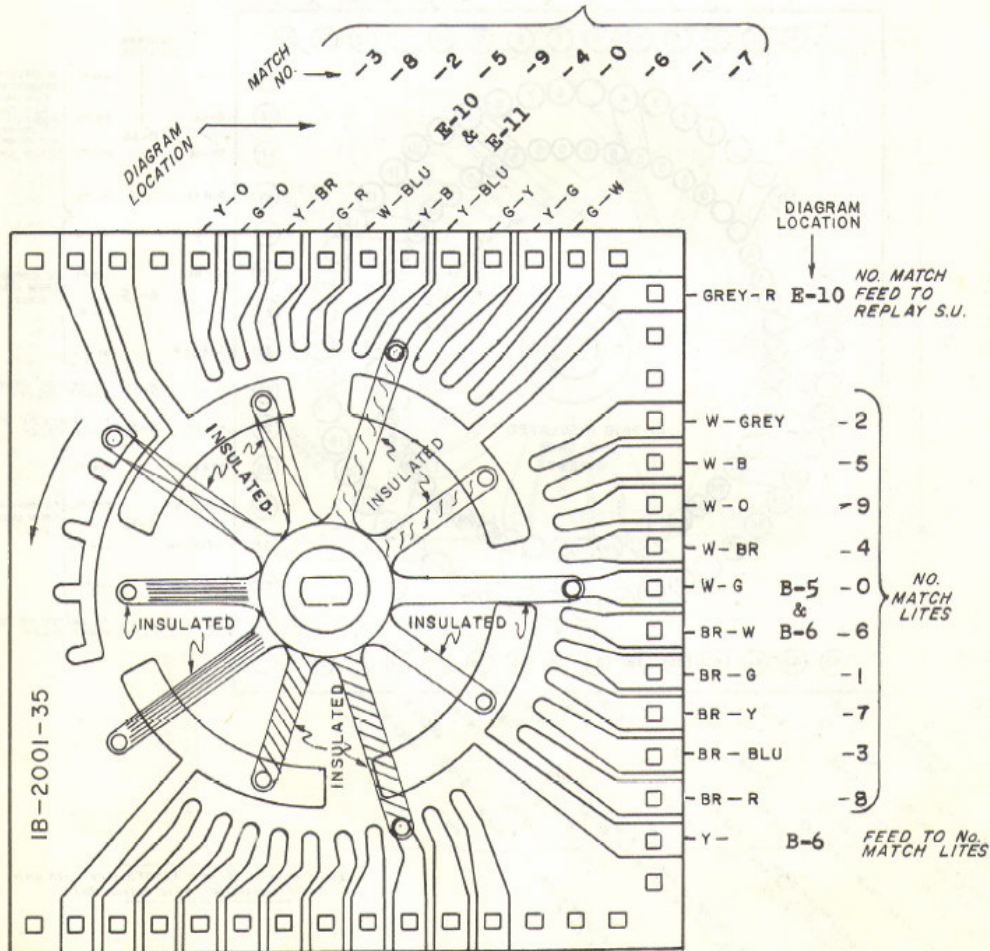 MATCH NO. → -3 -8 -2 -5 -9 -4 -0 -6 -1 -7
DIAGRAM LOCATION → E-10 & E-11
Y-O G-O Y-BR G-R W-BLU Y-B Y-BLU G-Y Y-G G-W
DIAGRAM
LOCATION
GREY-R E-10 NO. MATCH
FEED TO
REPLAY S.U.
W-GREY -2
W-B -5
W-O -9
W-BR -4
W-G B-5 -0
&
BR-W B-6 -6
BR-G -1
BR-Y -7
BR-BLU -3
BR-R -8
NO.
MATCH
LITES
Y- B-6 FEED TO No.
MATCH LITES
INSULATED.
INSULATED
INSULATED
INSULATED
INSULATED
1B-2001-35